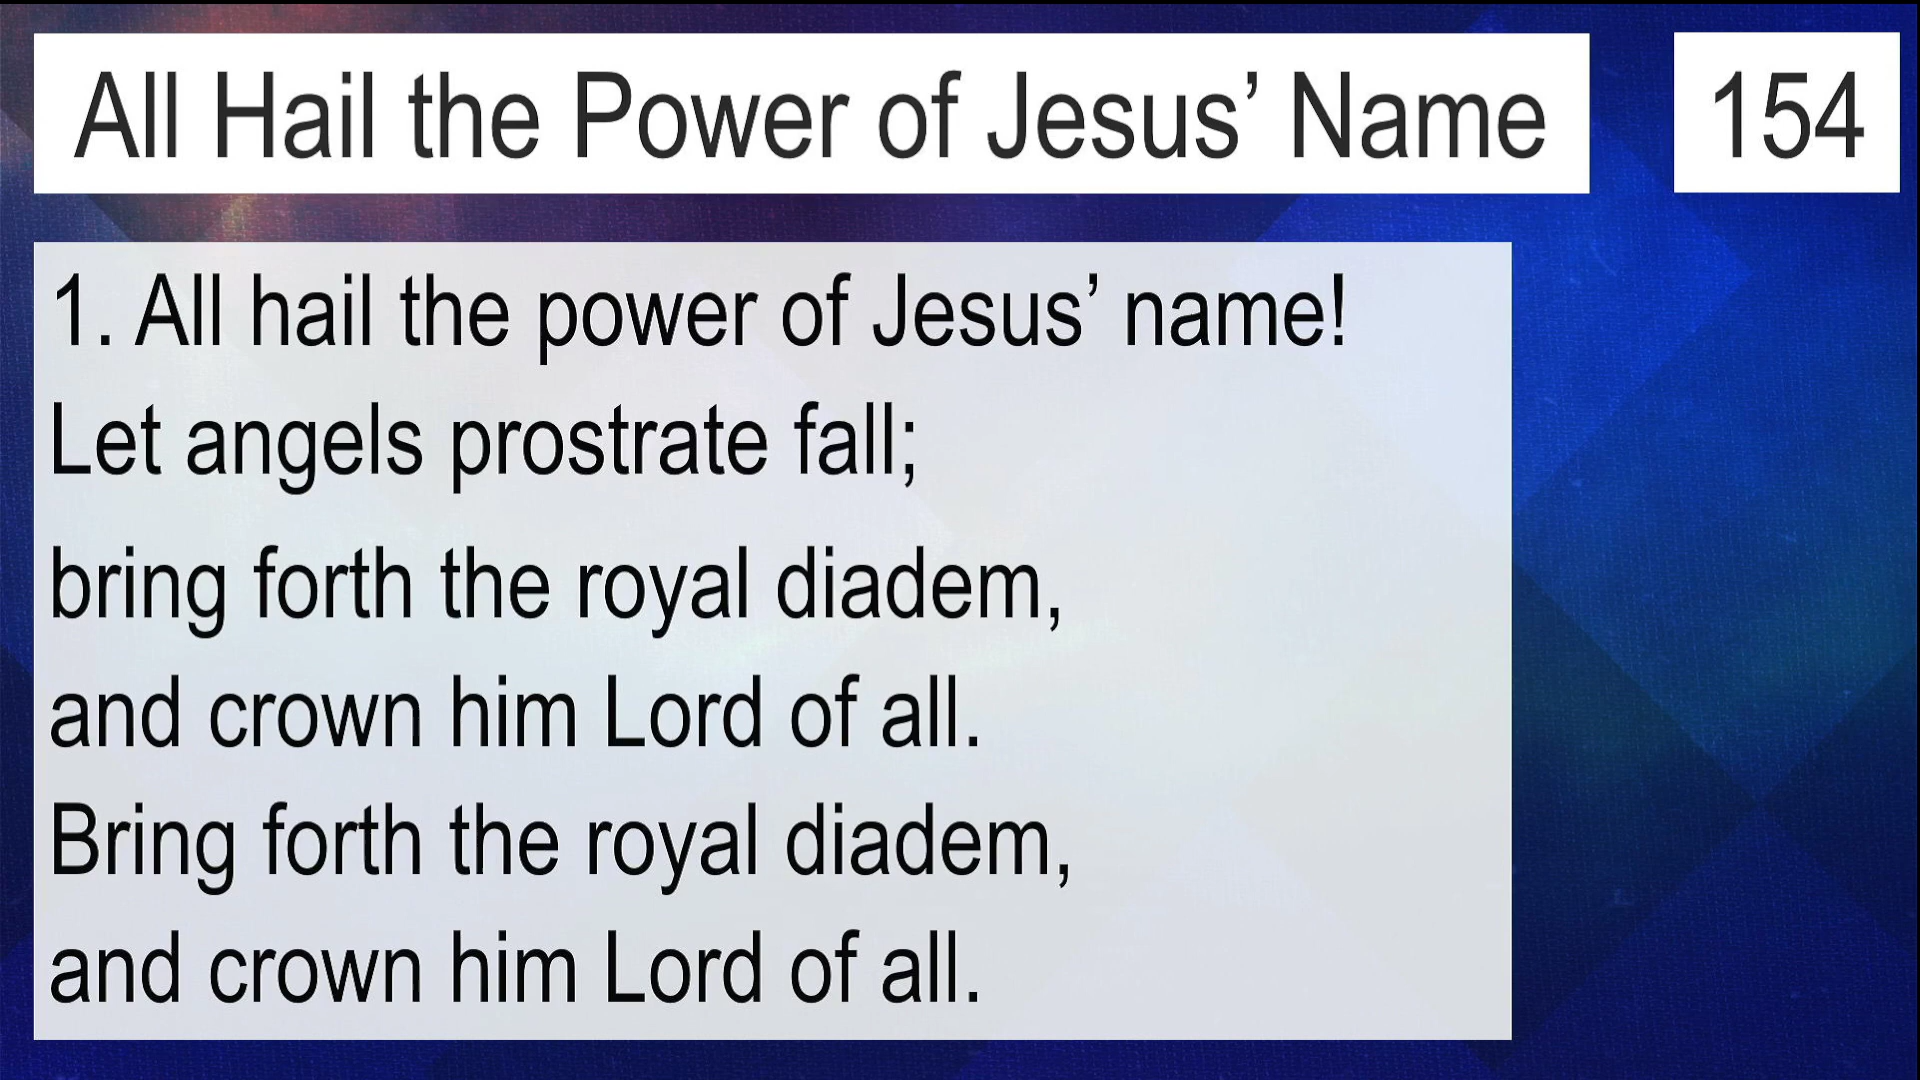 All Hail the Power of Jesus’ Name
154
1. All hail the power of Jesus’ name!
Let angels prostrate fall;
bring forth the royal diadem,
and crown him Lord of all.
Bring forth the royal diadem,
and crown him Lord of all.